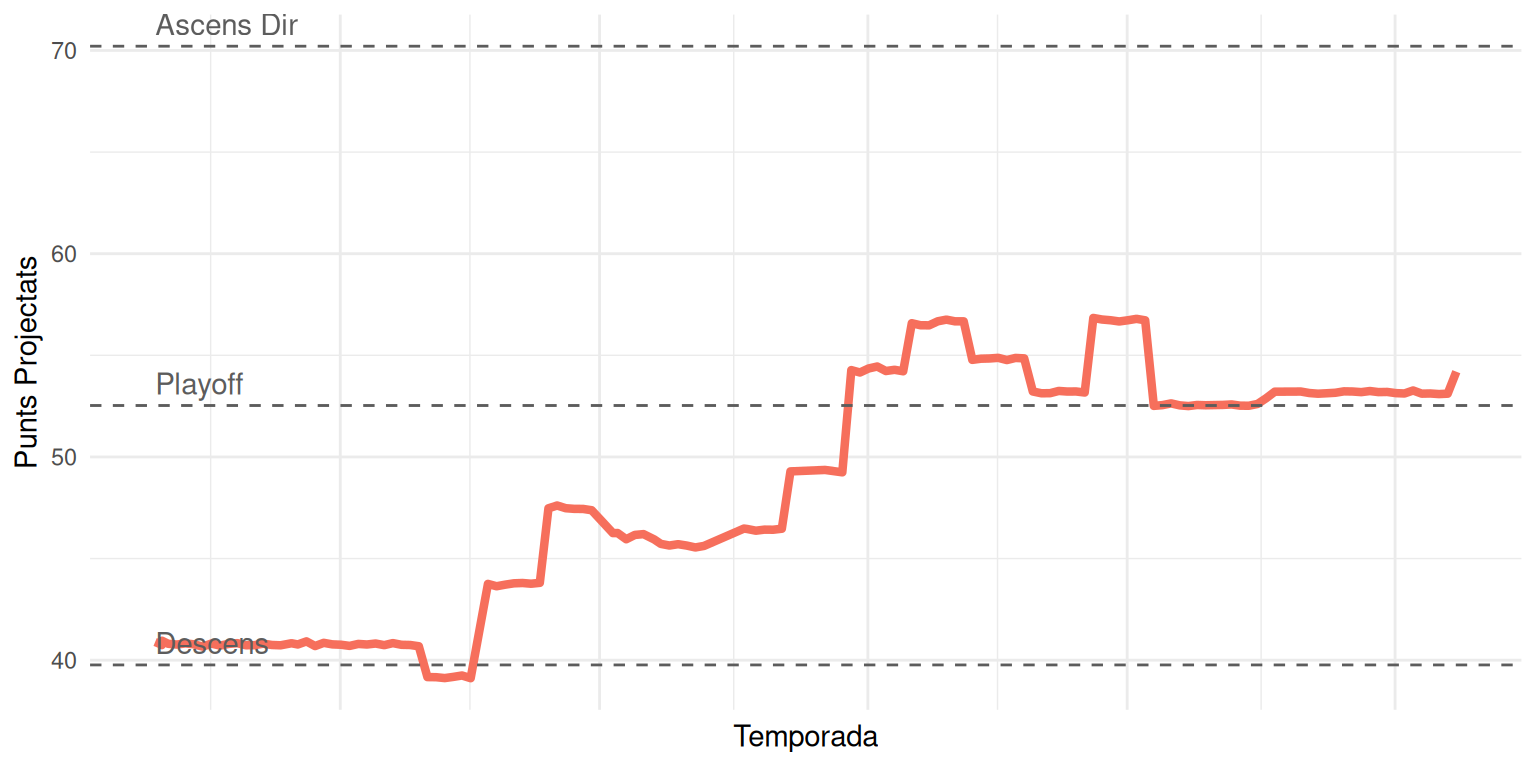 Ascens Dir
70
60
Playoff
50
Descens
40
Punts Projectats
Temporada